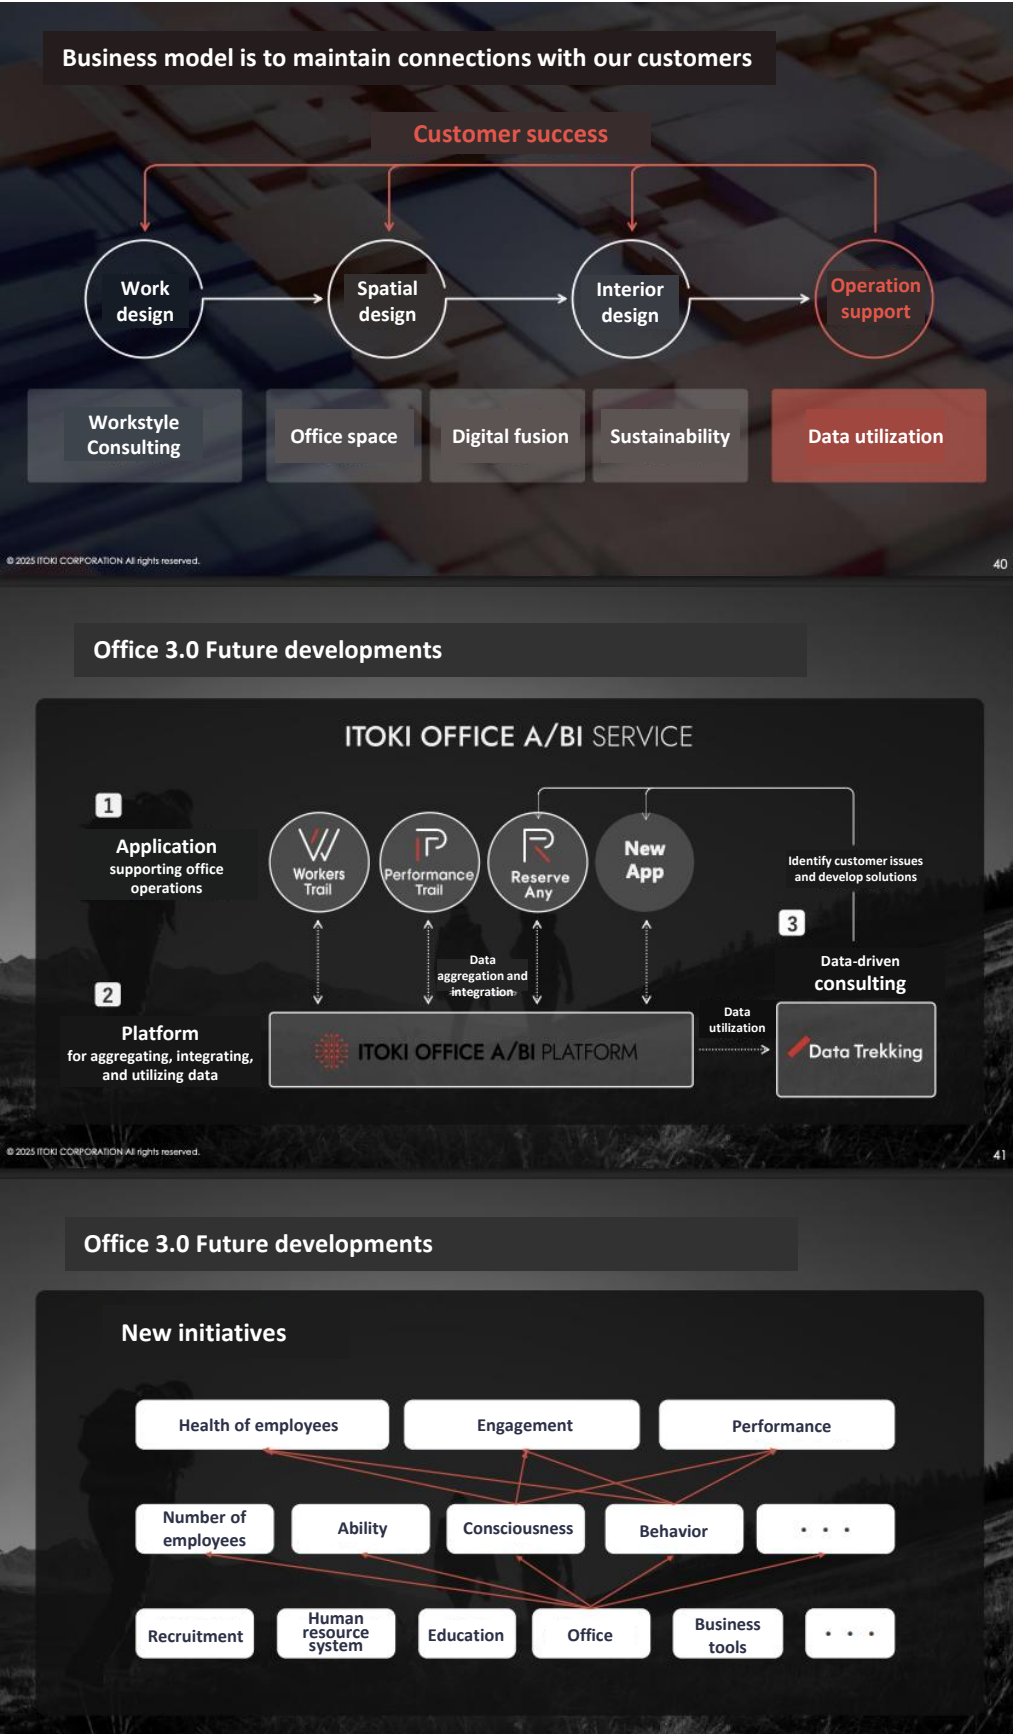 Business model is to maintain connections with our customers
Customer success
Work
design
Spatial
design
Interior
design
Operation
support
Workstyle
Consulting
Office space
Digital fusion
Sustainability
Data utilization
© 2025 ITOKI CORPORATION All rights reserved.
40
Office 3.0 Future developments
ITOKI OFFICE A/BI SERVICE
1
Application
supporting office
operations
Workers
Trail
Performance
Trail
Reserve
Any
New
App
Identify customer issues
and develop solutions
3
Data-driven
consulting
Data
aggregation and
integration
2
Platform
for aggregating, integrating,
and utilizing data
ITOKI OFFICE A/BI PLATFORM
Data
utilization
Data Trekking
© 2025 ITOKI CORPORATION All rights reserved.
41
Office 3.0 Future developments
New initiatives
Health of employees
Engagement
Performance
Number of
employees
Ability
Consciousness
Behavior
・・・
Recruitment
Human
resource
system
Education
Office
Business
tools
・・・